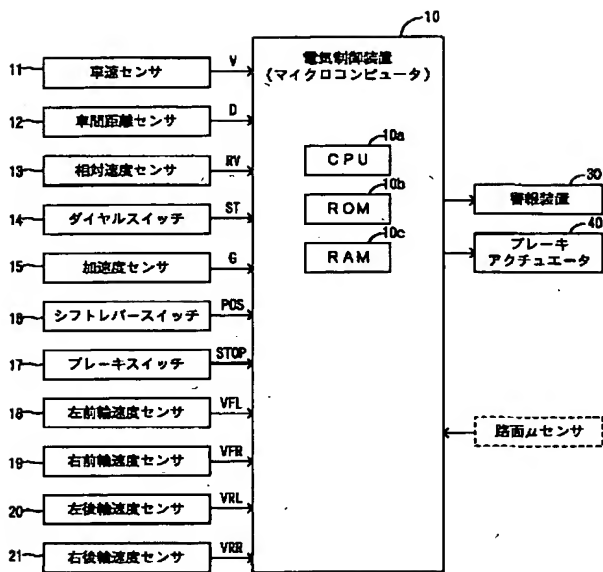 10
電気制御装置
(マイクロコンピュータ)
10a
CPU
10b
ROM
10c
RAM
11 車速センサ V
12 車間距離センサ D
13 相対速度センサ RV
14 ダイヤルスイッチ ST
15 加速度センサ G
16 シフトレバースイッチ POS
17 ブレーキスイッチ STOP
18 左前輪速度センサ VFL
19 右前輪速度センサ VFR
20 左後輪速度センサ VRL
21 右後輪速度センサ VRR
30
警報装置
40
ブレーキ
アクチュエータ
路面μセンサ